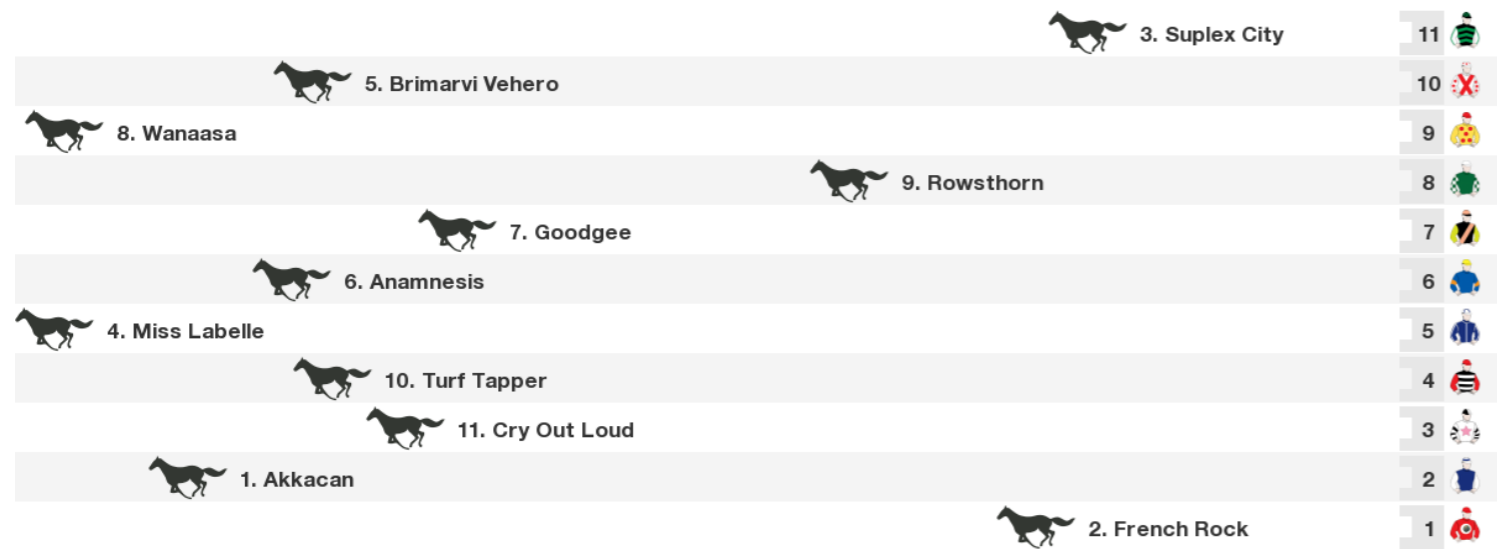 3. Suplex City 11
5. Brimarvi Vehero 10
8. Wanaasa 9
9. Rowsthorn 8
7. Goodgee 7
6. Anamnesis 6
4. Miss Labelle 5
10. Turf Tapper 4
11. Cry Out Loud 3
1. Akkacan 2
2. French Rock 1